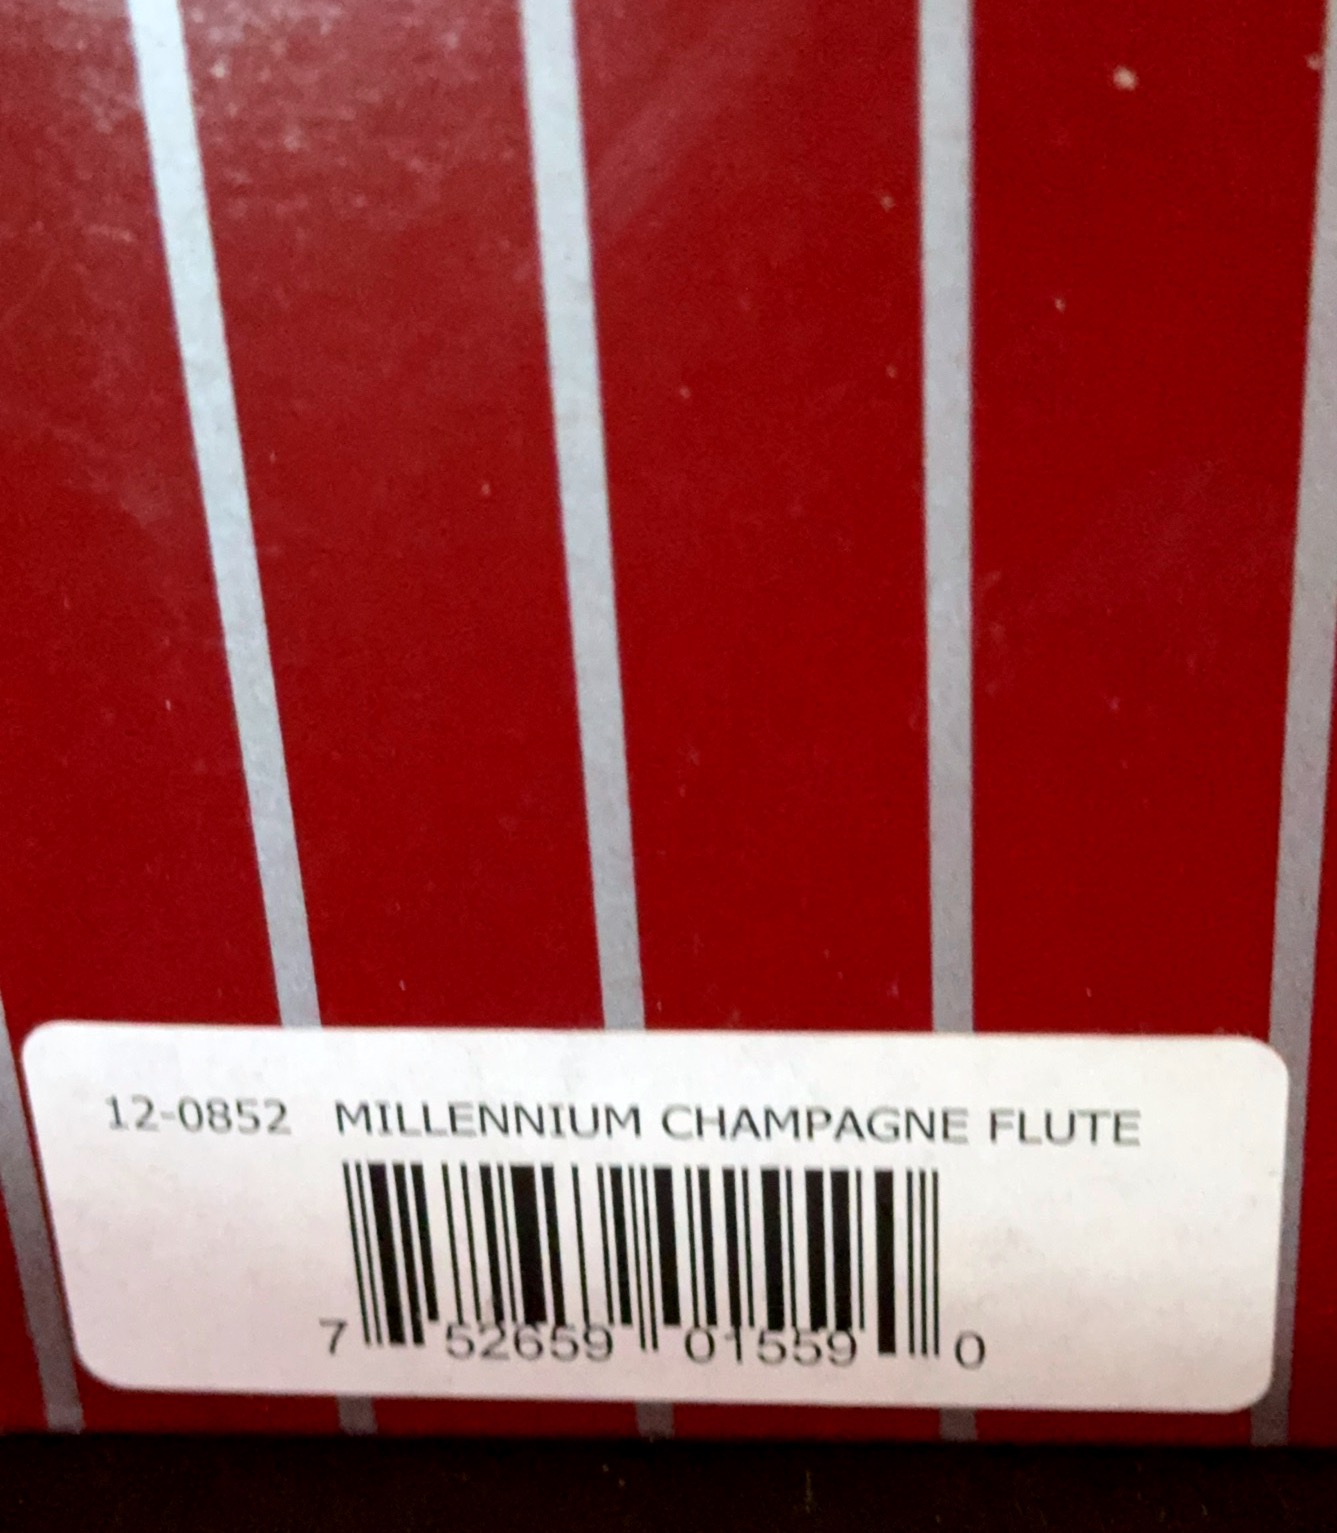 12-0852 MILLENNIUM CHAMPAGNE FLUTE
7 52659 01559 0